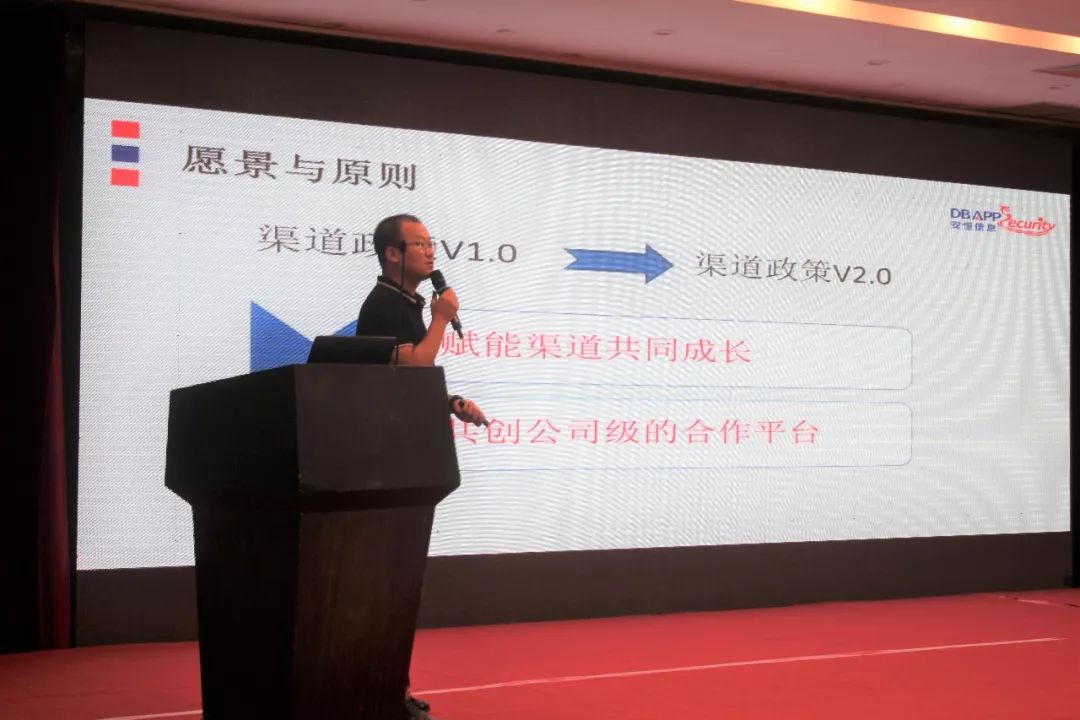 愿景与原则
DBAPPSecurity
安恒信息
渠道政 V1.0
渠道政策V2.0
赋能渠道共同成长
共创公司级的合作平台